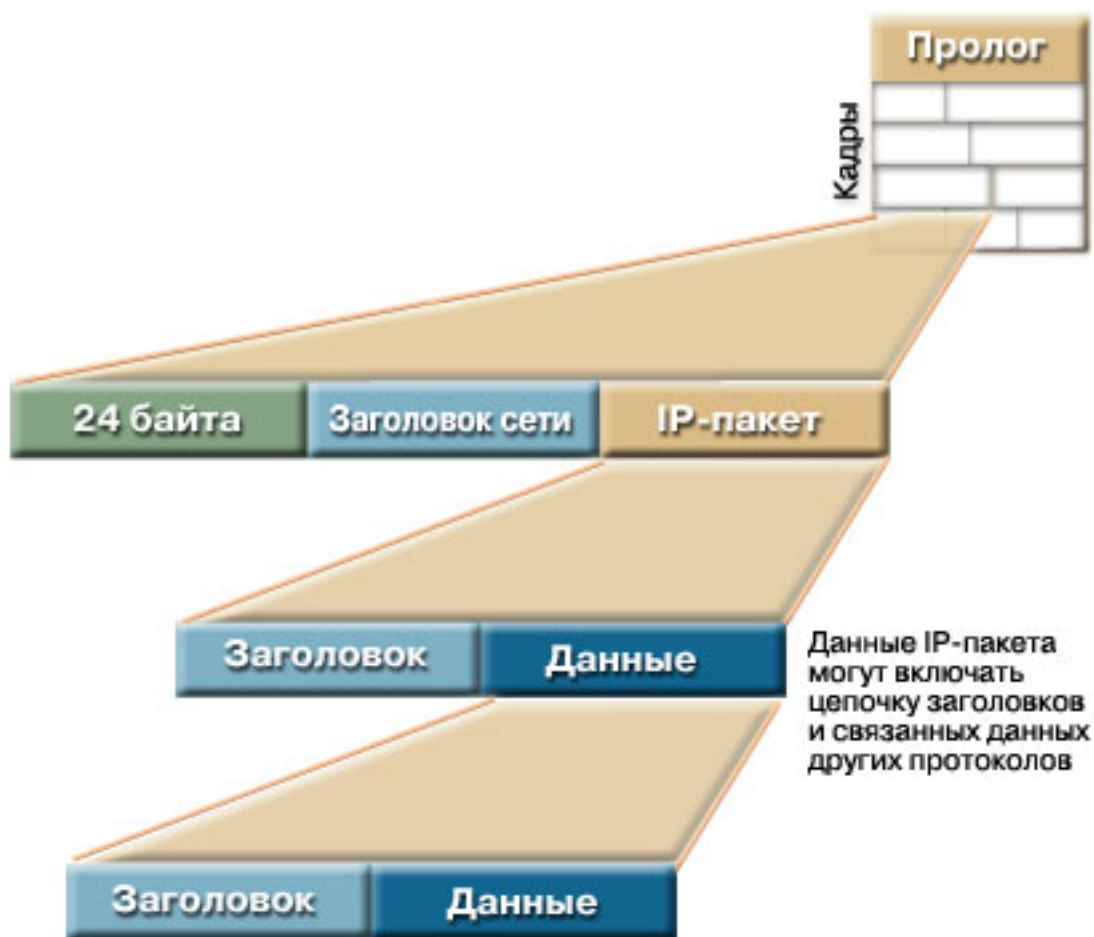 Пролог
Кадры
24 байта
Заголовок сети
IP-пакет
Заголовок
Данные
Данные IP-пакета
могут включать
цепочку заголовков
и связанных данных
других протоколов
Заголовок
Данные